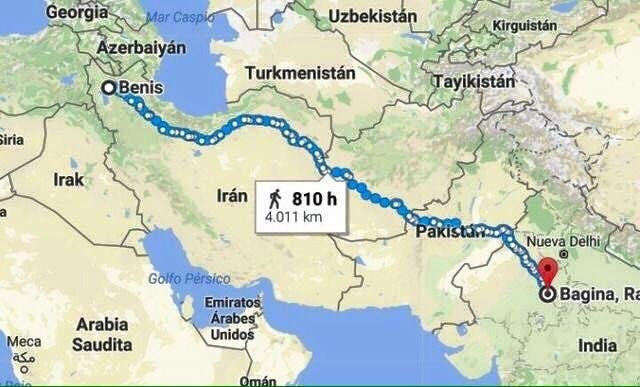 Georgia
Mar Caspio
Uzbekistán
Kirguistán
Azerbaiyán
Turkmenistán
Tayikistán
Benis
Siria
Irak
Irán
810 h
4.011 km
Pakistán
Nueva Delhi
Golfo Pérsico
Bagina, Ra
Emiratos
Árabes
Unidos
Arabia
Saudita
India
Meca
مكة
Omán